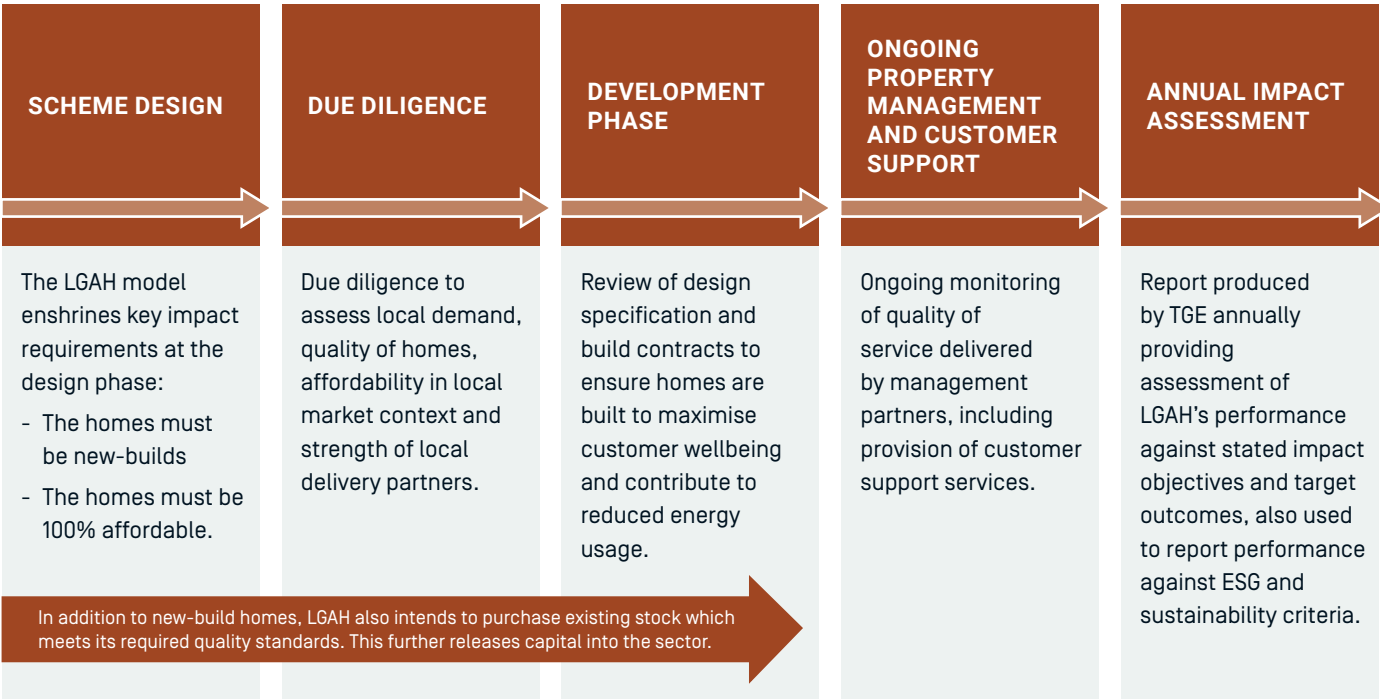 SCHEME DESIGN
The LGAH model
enshrines key impact
requirements at the
design phase:
- The homes must
be new-builds
- The homes must be
100% affordable.
DUE DILIGENCE
Due diligence to
assess local demand,
quality of homes,
affordability in local
market context and
strength of local
delivery partners.
DEVELOPMENT
PHASE
Review of design
specification and
build contracts to
ensure homes are
built to maximise
customer wellbeing
and contribute to
reduced energy
usage.
ONGOING
PROPERTY
MANAGEMENT
AND CUSTOMER
SUPPORT
Ongoing monitoring
of quality of
service delivered
by management
partners, including
provision of customer
support services.
ANNUAL IMPACT
ASSESSMENT
Report produced
by TGE annually
providing
assessment of
LGAH’s performance
against stated impact
objectives and target
outcomes, also used
to report performance
against ESG and
sustainability criteria.
In addition to new-build homes, LGAH also intends to purchase existing stock which
meets its required quality standards. This further releases capital into the sector.